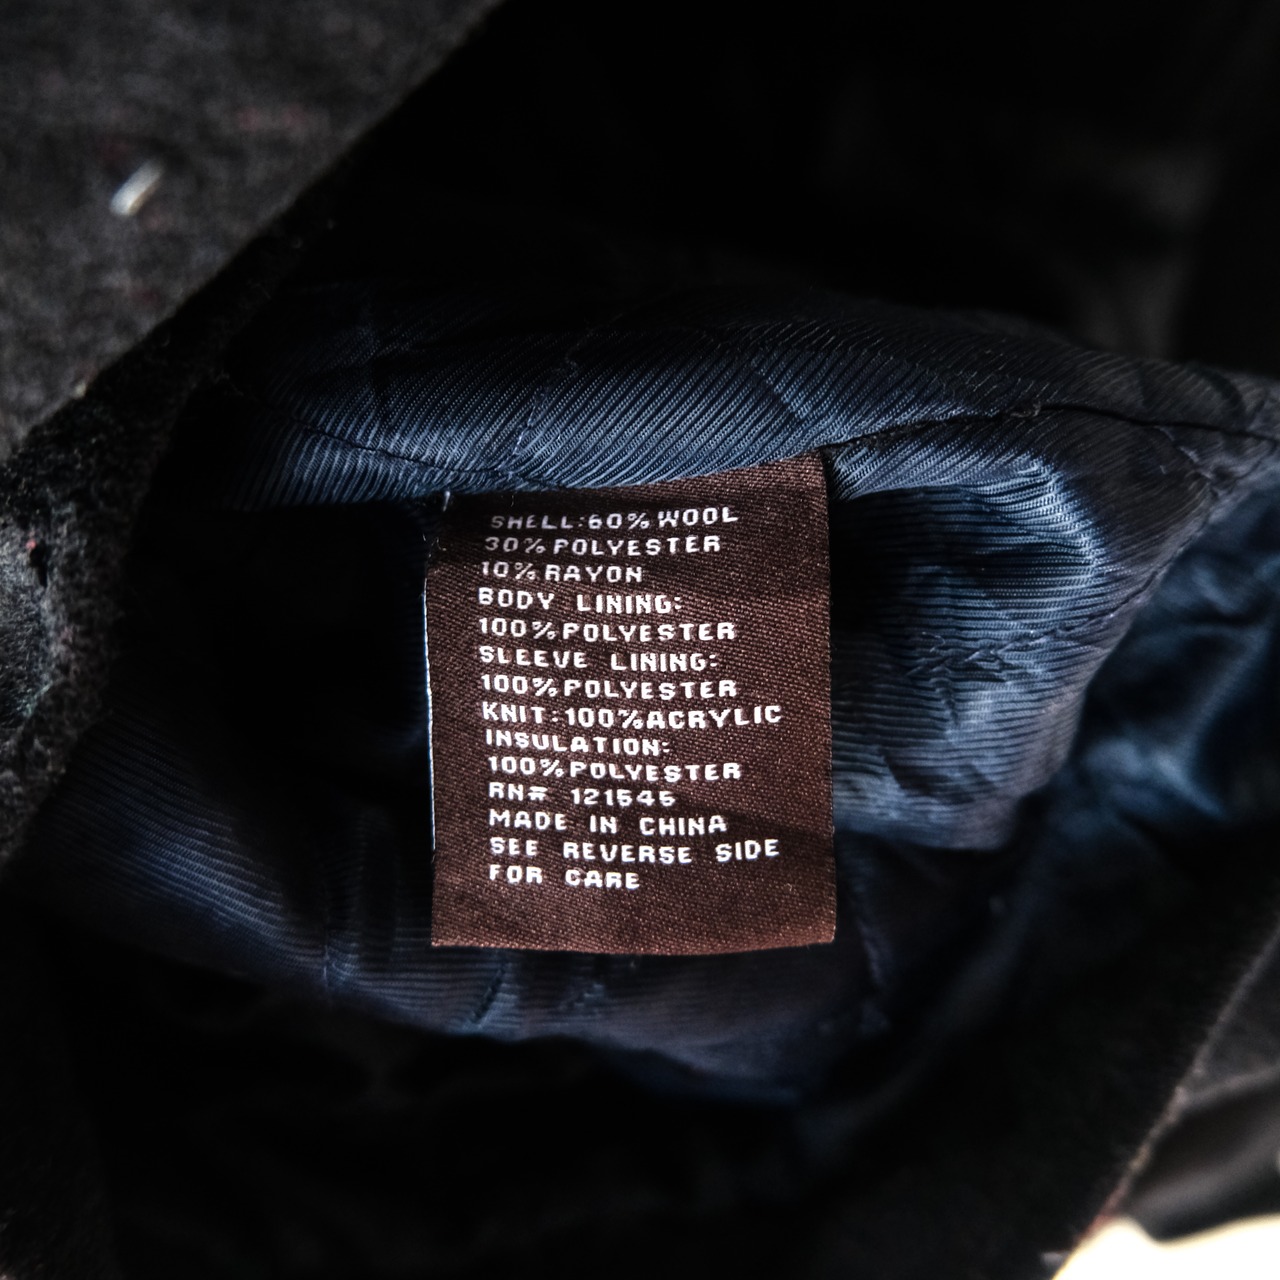 SHELL:60% WOOL
30% POLYESTER
10% RAYON
BODY LINING:
100% POLYESTER
SLEEVE LINING:
100% POLYESTER
KNIT:100% ACRYLIC
INSULATION:
100% POLYESTER
RN# 121545
MADE IN CHINA
SEE REVERSE SIDE
FOR CARE